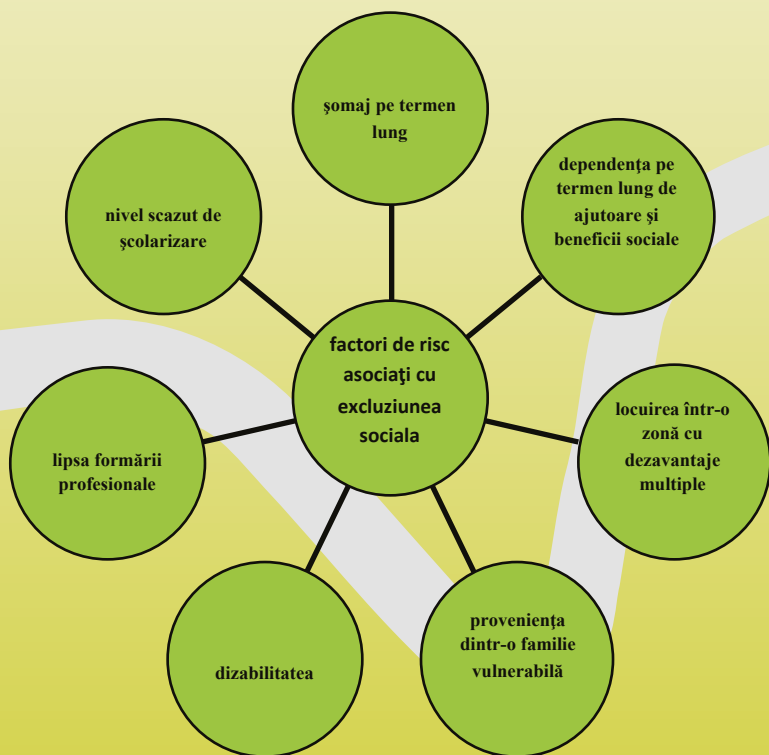 şomaj pe termen
lung
dependenţa pe
termen lung de
ajutoare şi
beneficii sociale
nivel scazut de
şcolarizare
factori de risc
asociaţi cu
excluziunea
sociala
locuirea într-o
zonă cu
dezavantaje
multiple
lipsa formării
profesionale
provenienţa
dintr-o familie
vulnerabilă
dizabilitatea